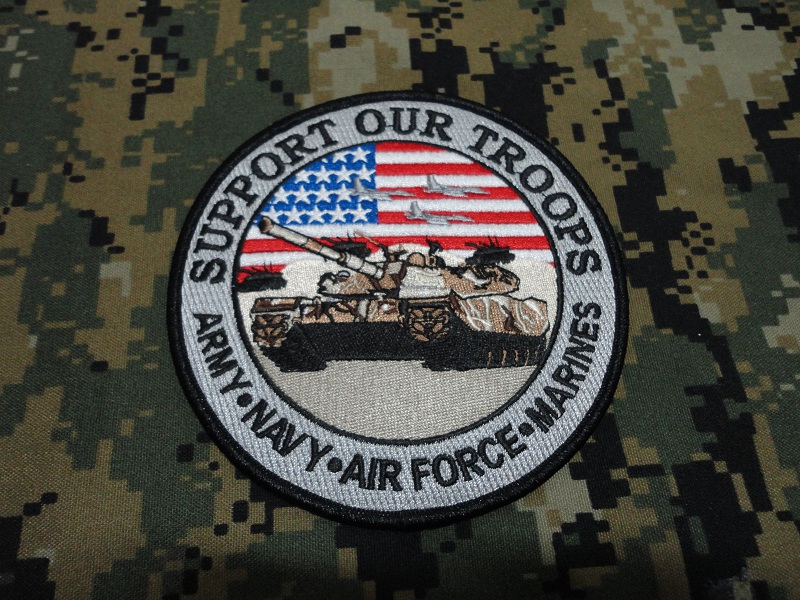 SUPPORT OUR TROOPS
ARMY•NAVY•AIR FORCE•MARINES